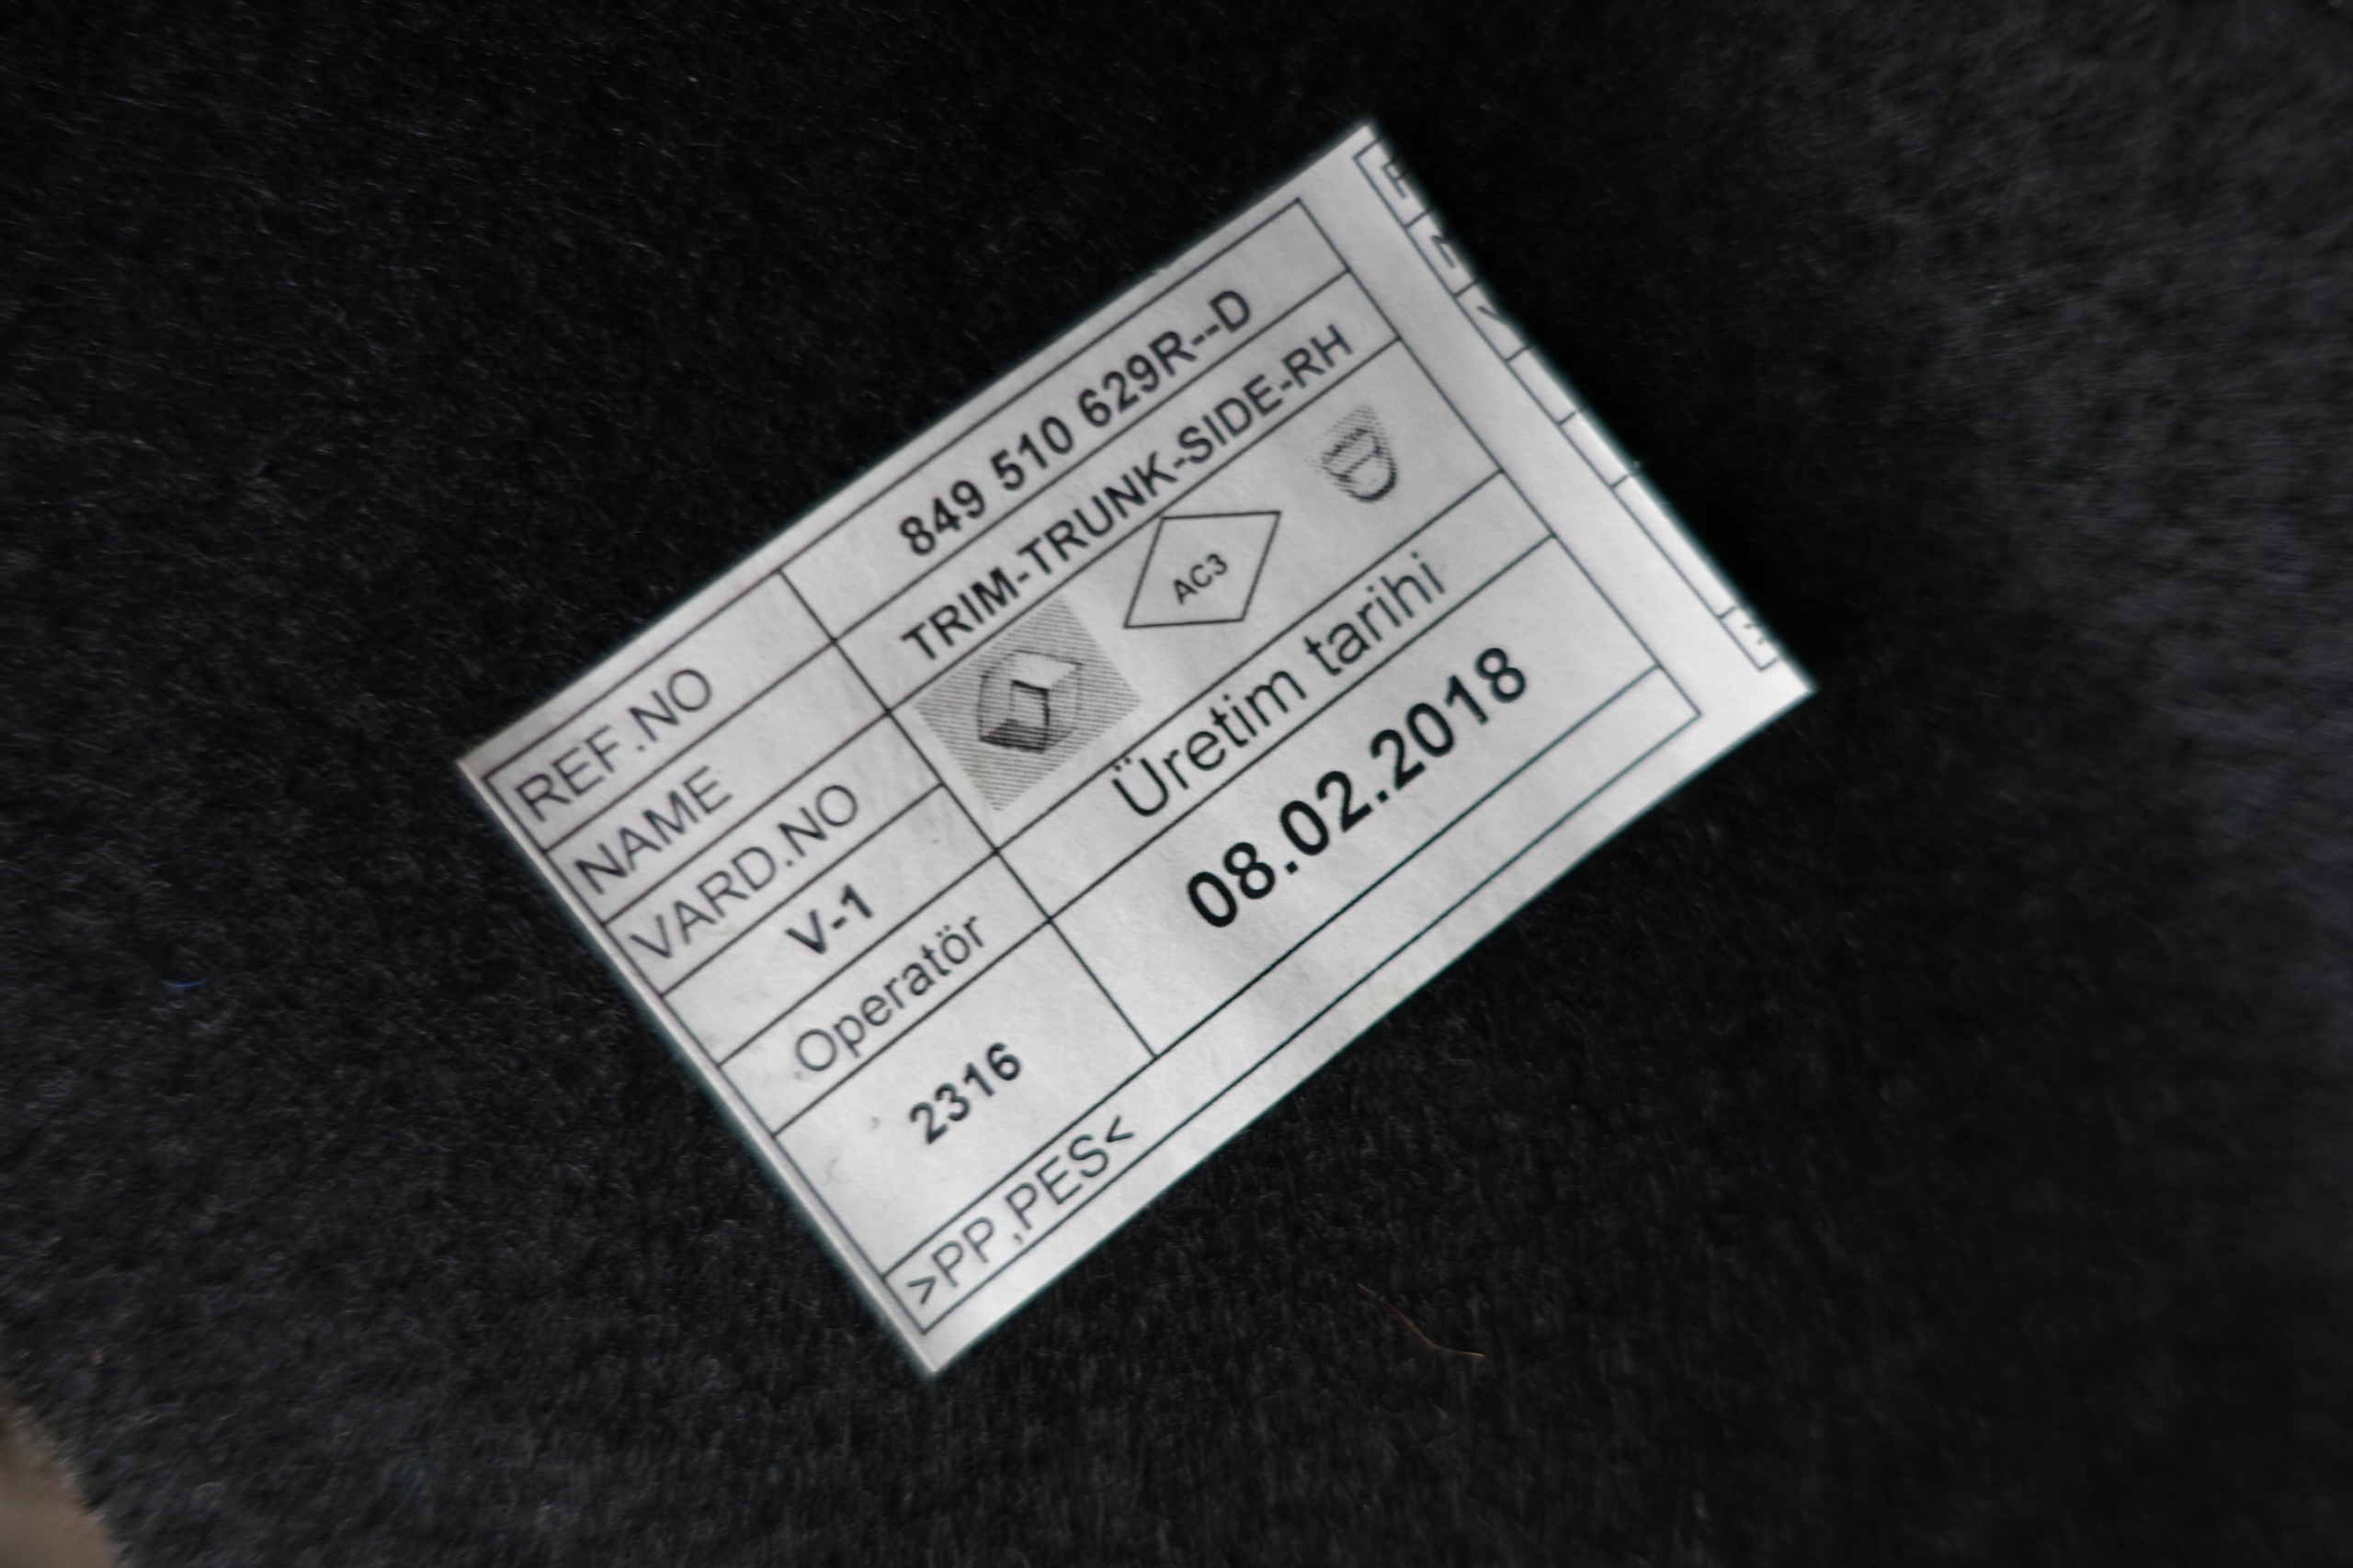 REF.NO 849 510 629R--D
NAME TRIM-TRUNK-SIDE-RH
VARD.NO
AC3
V-1
Operatör Üretim tarihi
2316 08.02.2018
>PP,PES<